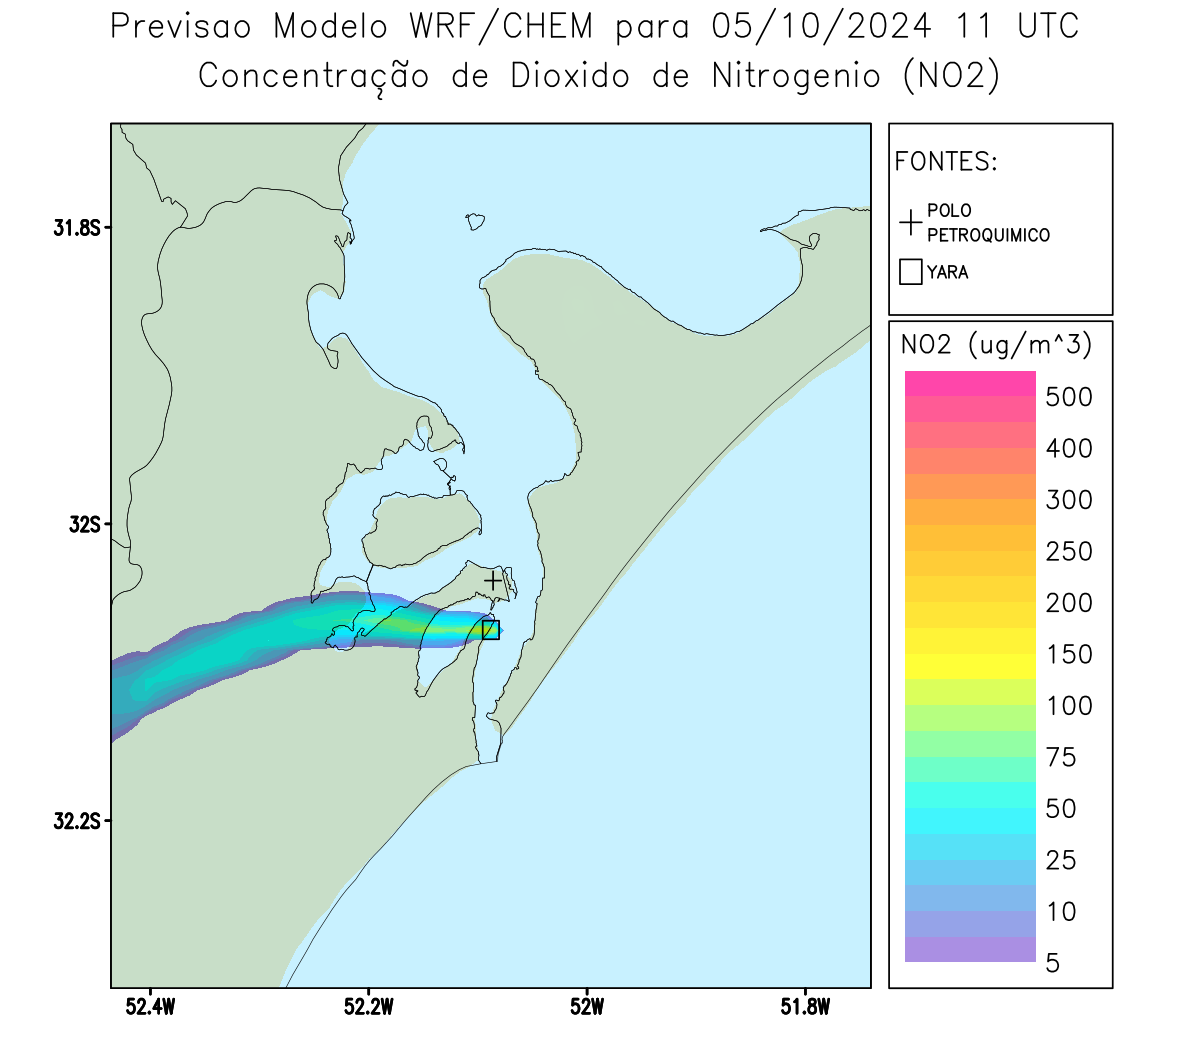 Previsao Modelo WRF/CHEM para 05/10/2024 11 UTC
Concentração de Dioxido de Nitrogenio (NO2)
FONTES:
POLO
PETROQUIMICO
YARA
31.8S
32S
32.2S
52.4W
52.2W
52W
51.8W
NO2 (ug/m^3)
500
400
300
250
200
150
100
75
50
25
10
5